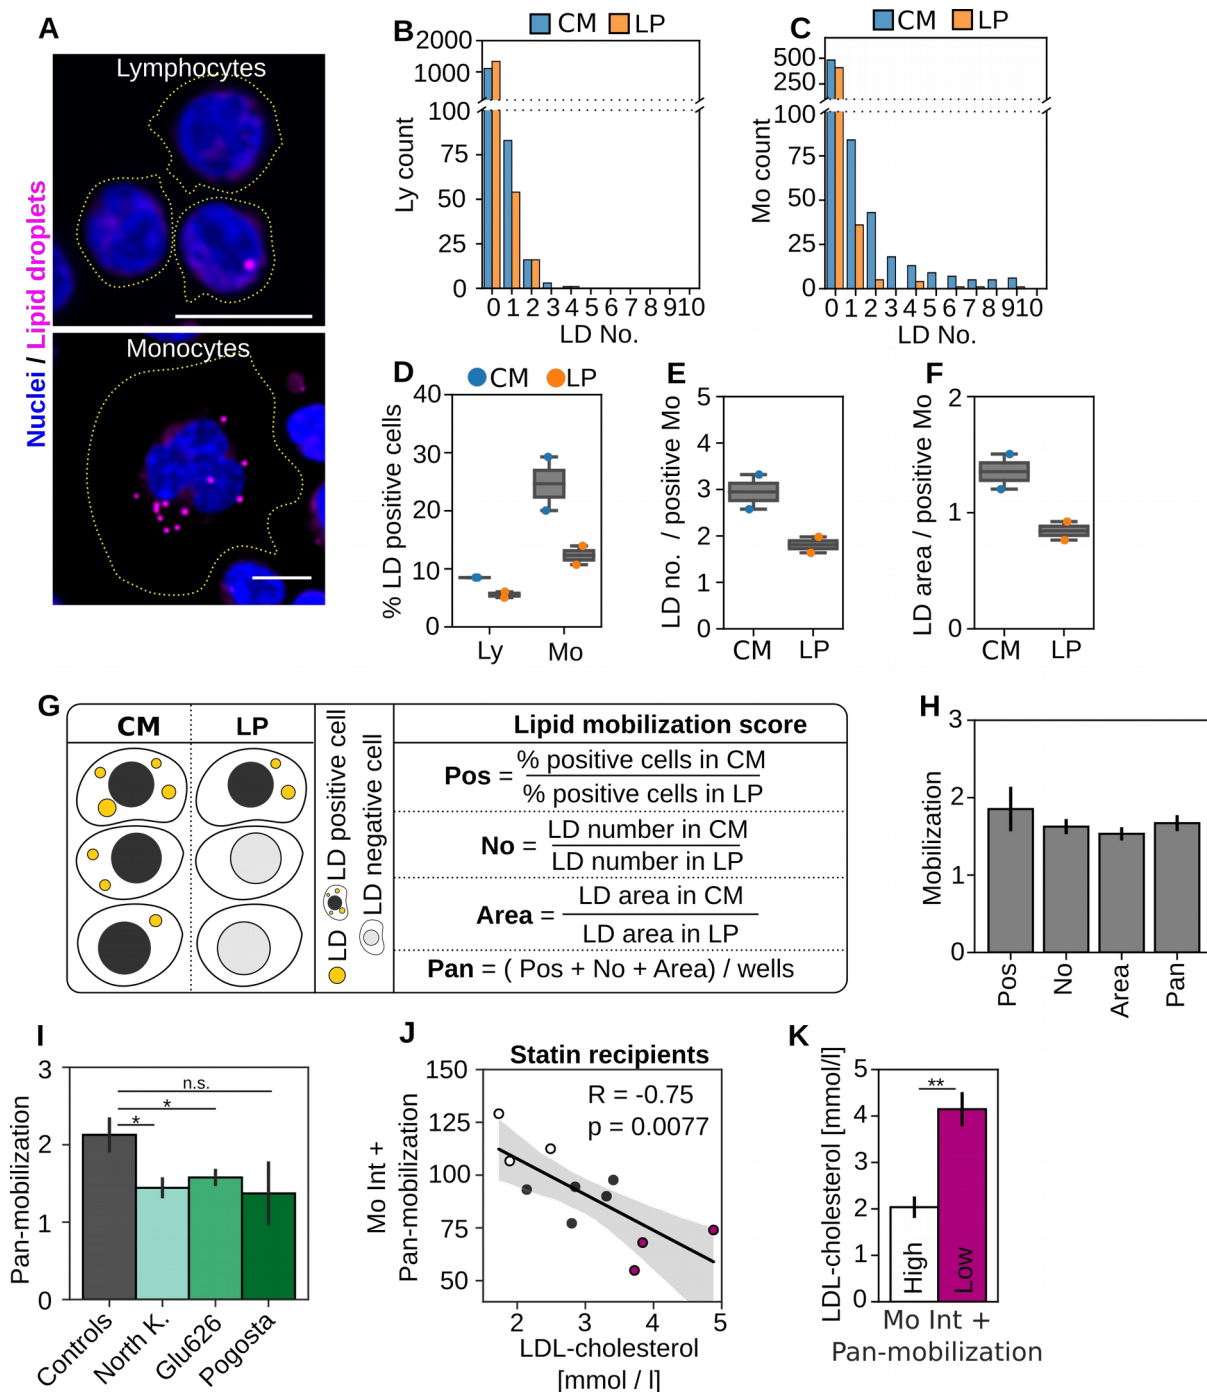 A
Lymphocytes
Monocytes
Nuclei / Lipid droplets
B
CM LP
2000
1000
100
75
50
25
0
Ly count
0 1 2 3 4 5 6 7 8 9 10
LD No.
C
CM LP
500
250
100
75
50
25
0
Mo count
0 1 2 3 4 5 6 7 8 9 10
LD No.
D
CM LP
40
30
20
10
0
% LD positive cells
Ly Mo
E
5
4
3
2
1
0
LD no. / positive Mo
CM LP
F
2
1
0
LD area / positive Mo
CM LP
G
CM LP
LD
LD positive cell
LD negative cell
Lipid mobilization score
Pos = % positive cells in CM
% positive cells in LP
No = LD number in CM
LD number in LP
Area = LD area in CM
LD area in LP
Pan = ( Pos + No + Area) / wells
H
3
2
1
0
Mobilization
Pos
No
Area
Pan
I
3
2
1
0
Pan-mobilization
n.s.
*
*
Controls
North K.
Glu626
Pogosta
J
Statin recipients
R = -0.75
p = 0.0077
150
125
100
75
50
Mo Int +
Pan-mobilization
2 3 4 5
LDL-cholesterol
[mmol / l]
K
5
4
3
2
1
0
LDL-cholesterol [mmol/l]
**
High
Low
Mo Int +
Pan-mobilization